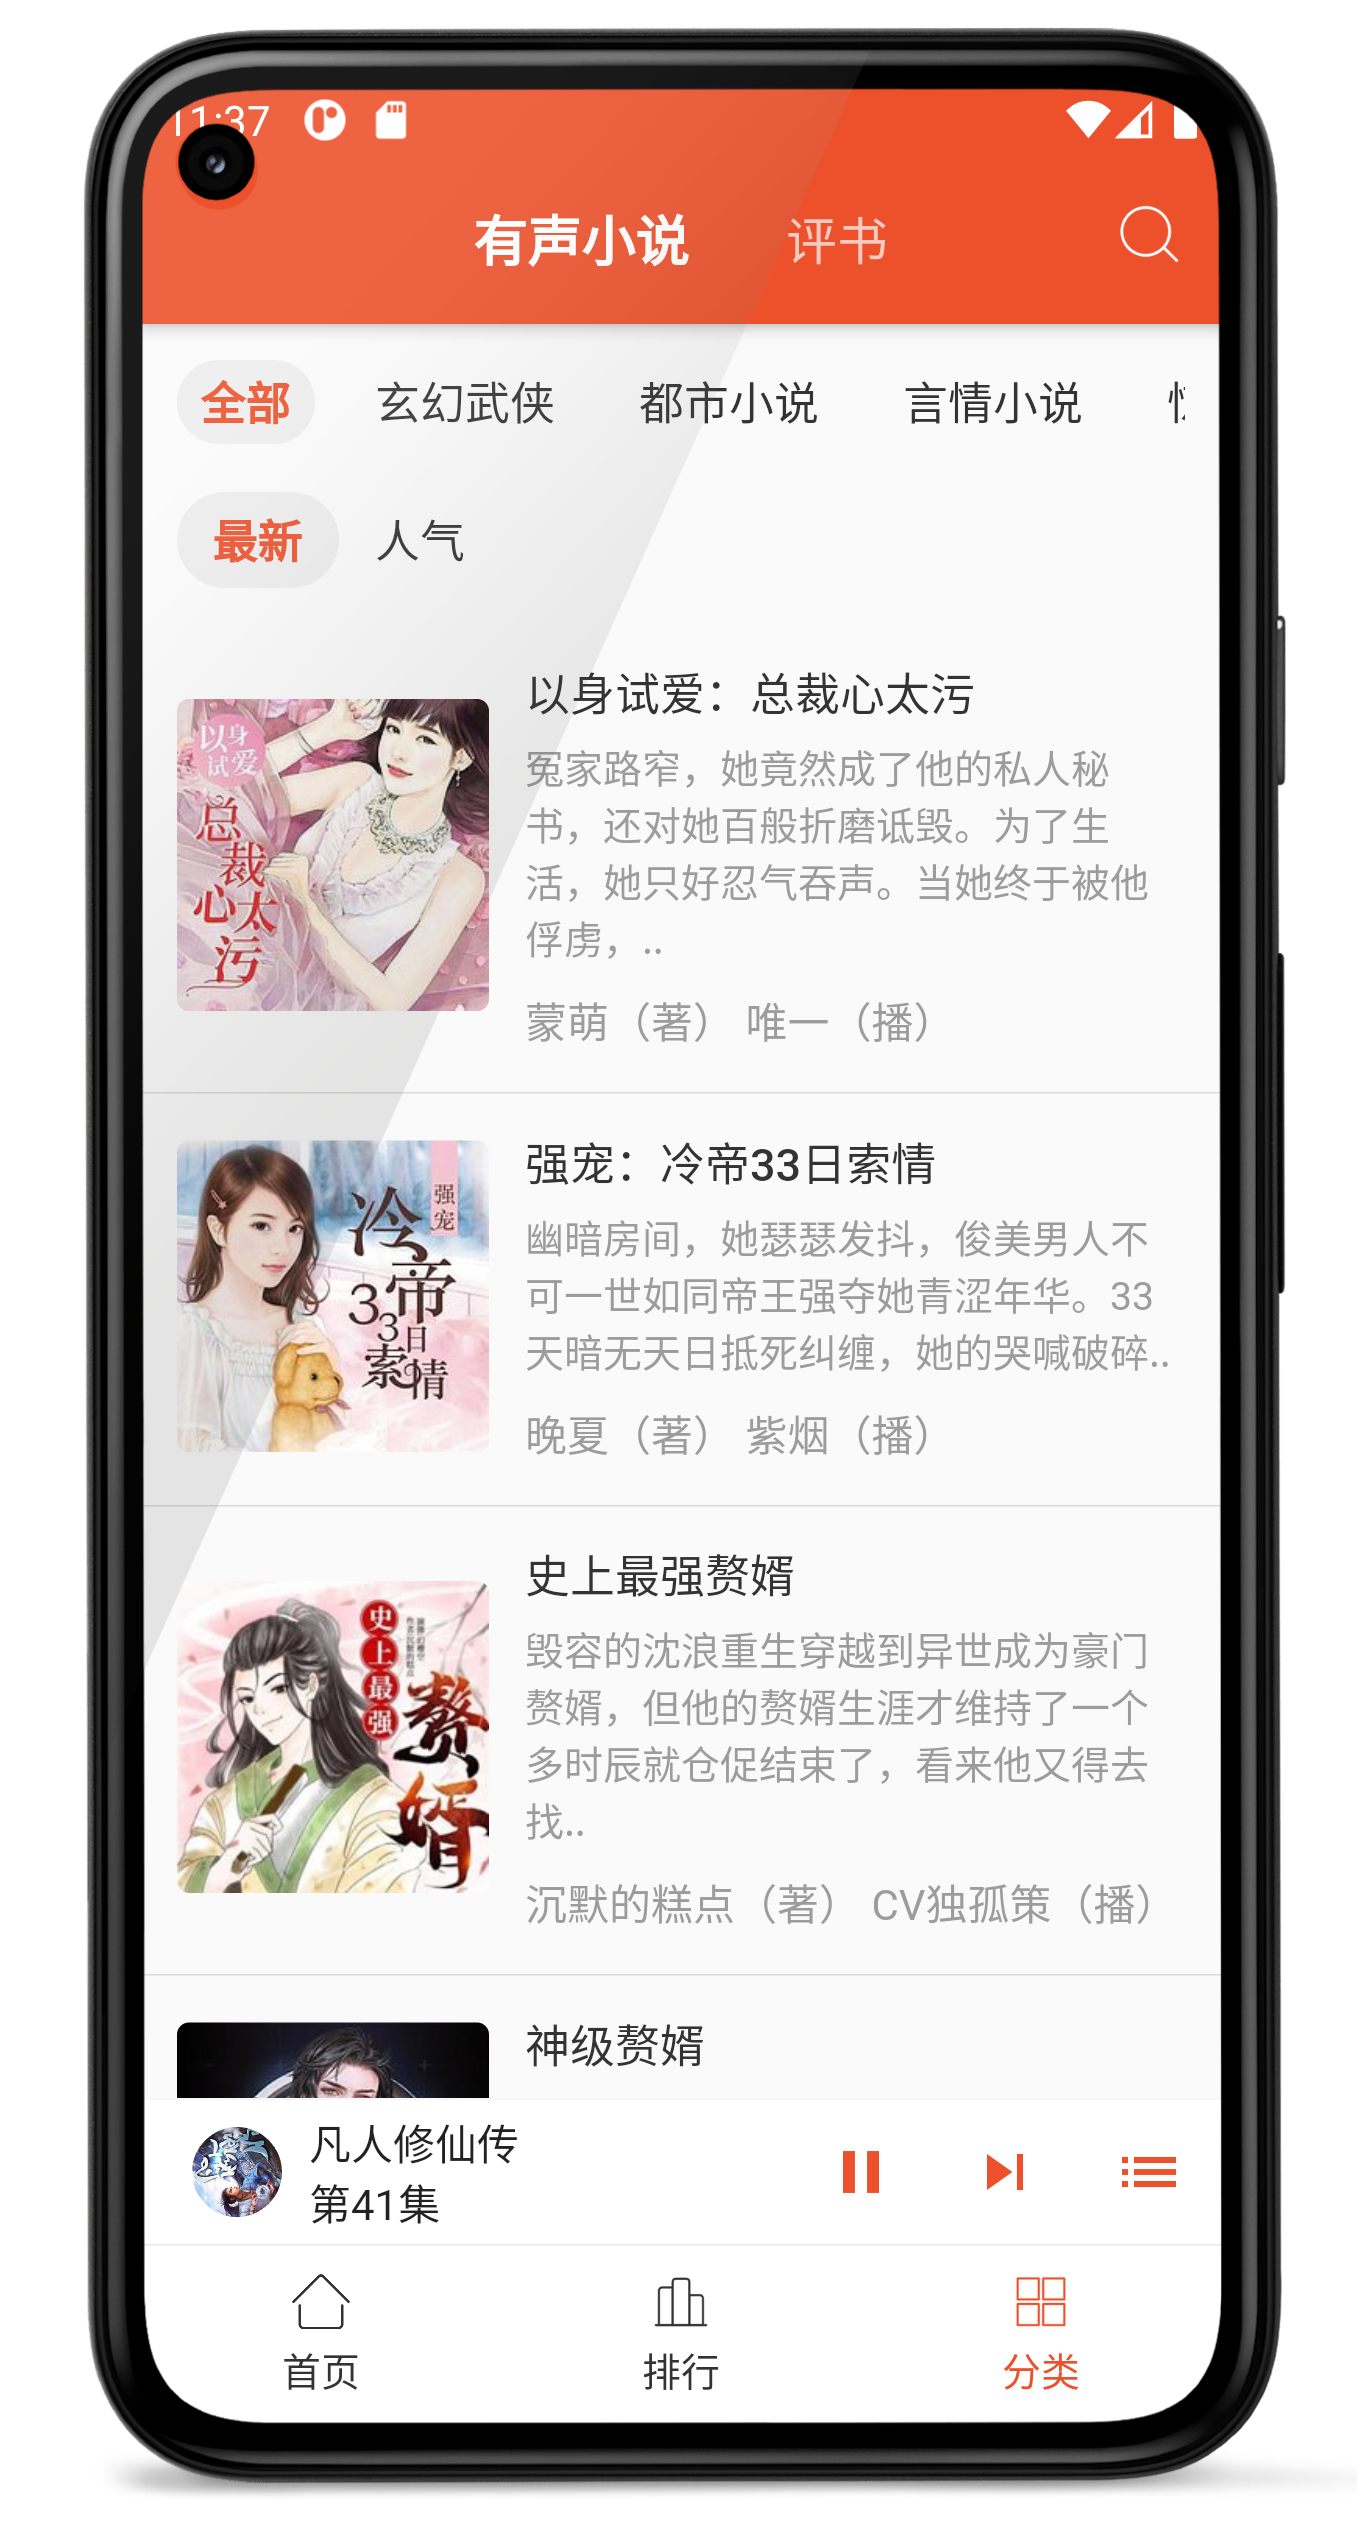 11:37
有声小说 评书
全部 玄幻武侠 都市小说 言情小说
最新 人气
以身试爱：总裁心太污
冤家路窄，她竟然成了他的私人秘
书，还对她百般折磨诋毁。为了生
活，她只好忍气吞声。当她终于被他
俘虏，..
蒙萌（著） 唯一（播）
以身
试爱
总裁心太污
强宠：冷帝33日索情
幽暗房间，她瑟瑟发抖，俊美男人不
可一世如同帝王强夺她青涩年华。33
天暗无天日抵死纠缠，她的哭喊破碎..
晚夏（著） 紫烟（播）
强宠
冷帝
33日
索情
史上最强赘婿
毁容的沈浪重生穿越到异世成为豪门
赘婿，但他的赘婿生涯才维持了一个
多时辰就仓促结束了，看来他又得去
找..
沉默的糕点（著） CV独孤策（播）
史上最强
赘婿
神级赘婿
凡人修仙传
第41集
首页 排行 分类